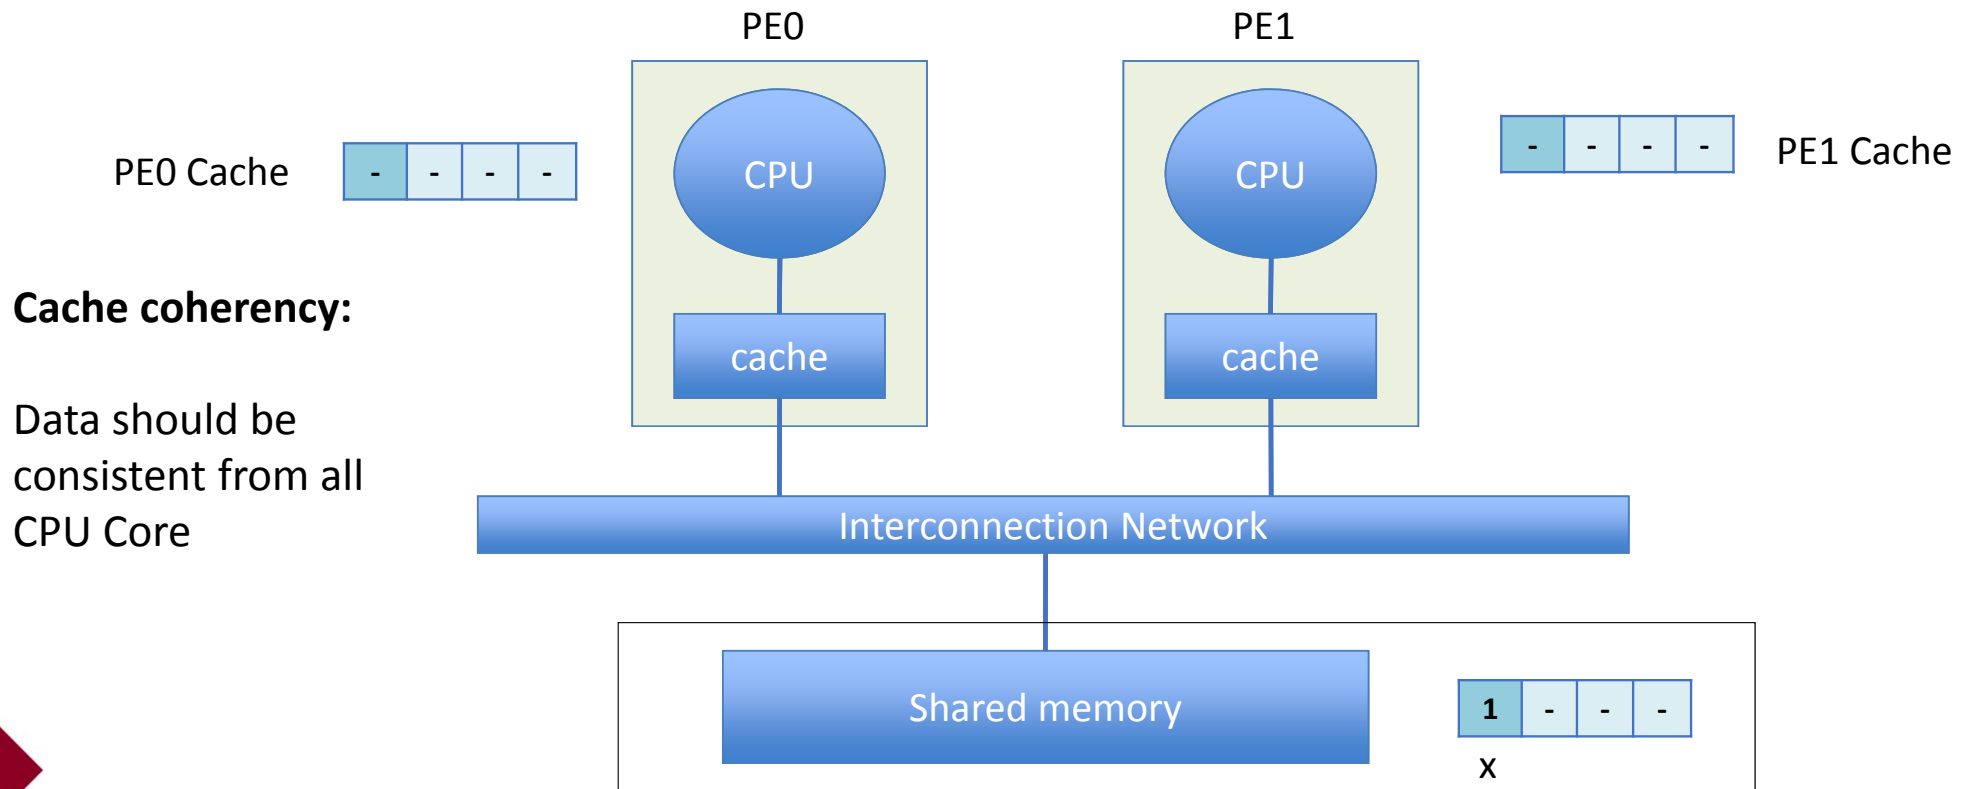 PE0
PE1
PE0 Cache
- - - -
CPU
CPU
- - - -
PE1 Cache
Cache coherency:
cache
cache
Data should be
consistent from all
CPU Core
Interconnection Network
Shared memory
1 - - -
x